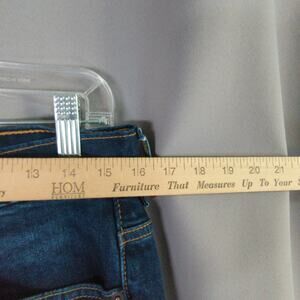 13 14 15 16 17 18 19 20 21
HOM Furniture That Measures Up To Your